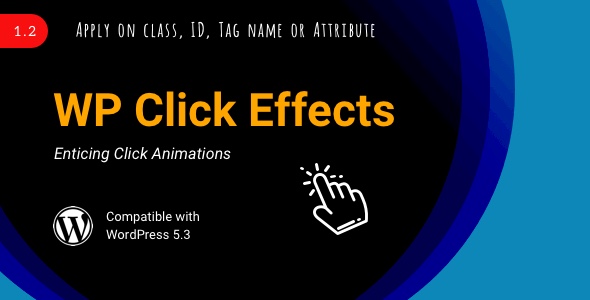 1.2
Apply on class, ID, Tag name or Attribute
WP Click Effects
Enticing Click Animations
Compatible with
WordPress 5.3